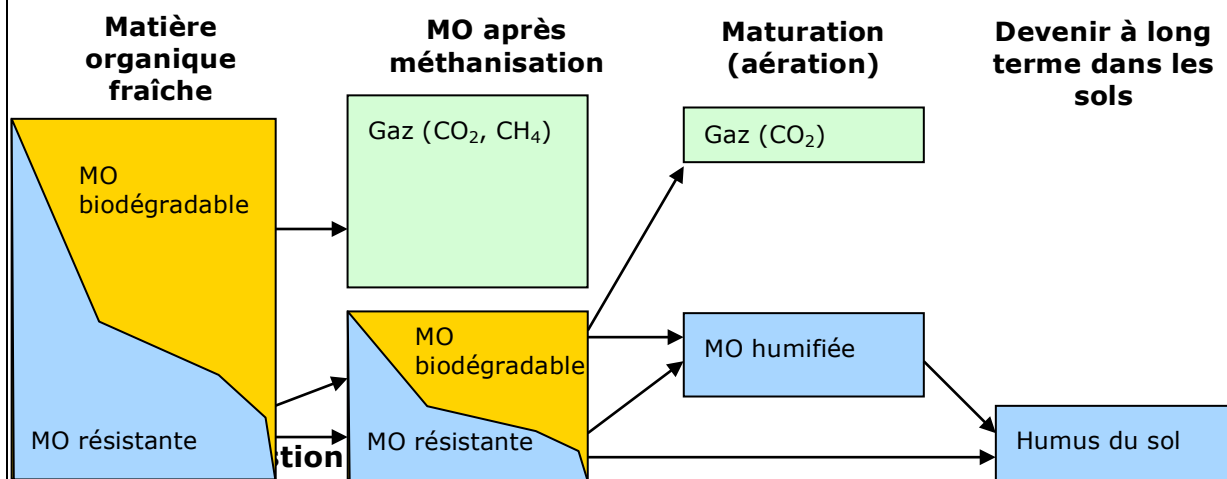 Matière
organique
fraîche
MO après
méthanisation
Maturation
(aération)
Devenir à long
terme dans les
sols
Gaz (CO₂, CH₄)
Gaz (CO₂)
MO
biodégradable
MO
biodégradable
MO humifiée
MO résistante
MO résistante
Humus du sol